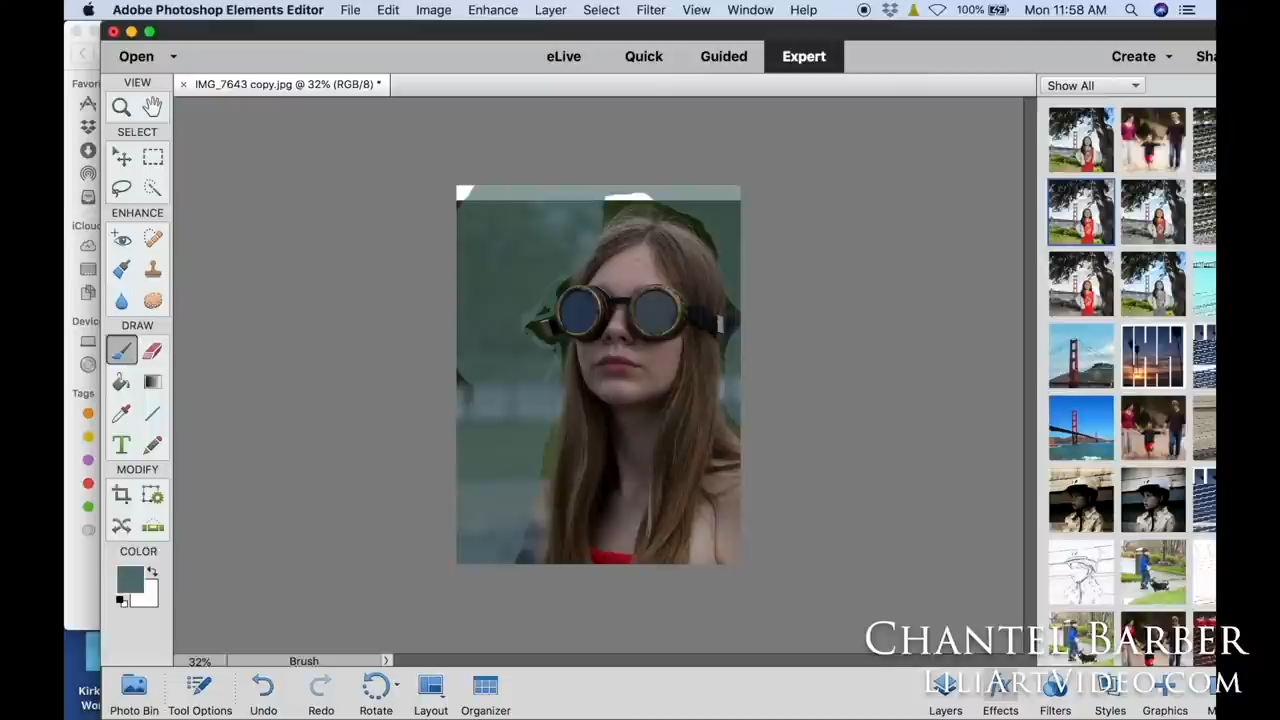 Adobe Photoshop Elements Editor File Edit Image Enhance Layer Select Filter View Window Help 100% Mon 11:58 AM
Open eLive Quick Guided Expert Create
IMG_7643 copy.jpg @ 32% (RGB/8) *
Show All
VIEW
SELECT
ENHANCE
DRAW
MODIFY
COLOR
Favori
iCloud
Devic
Tags
32% Brush
Chantel Barber
LiliArtVideo.com
Photo Bin Tool Options Undo Redo Rotate Layout Organizer Layers Effects Filters Styles Graphics
Kirk